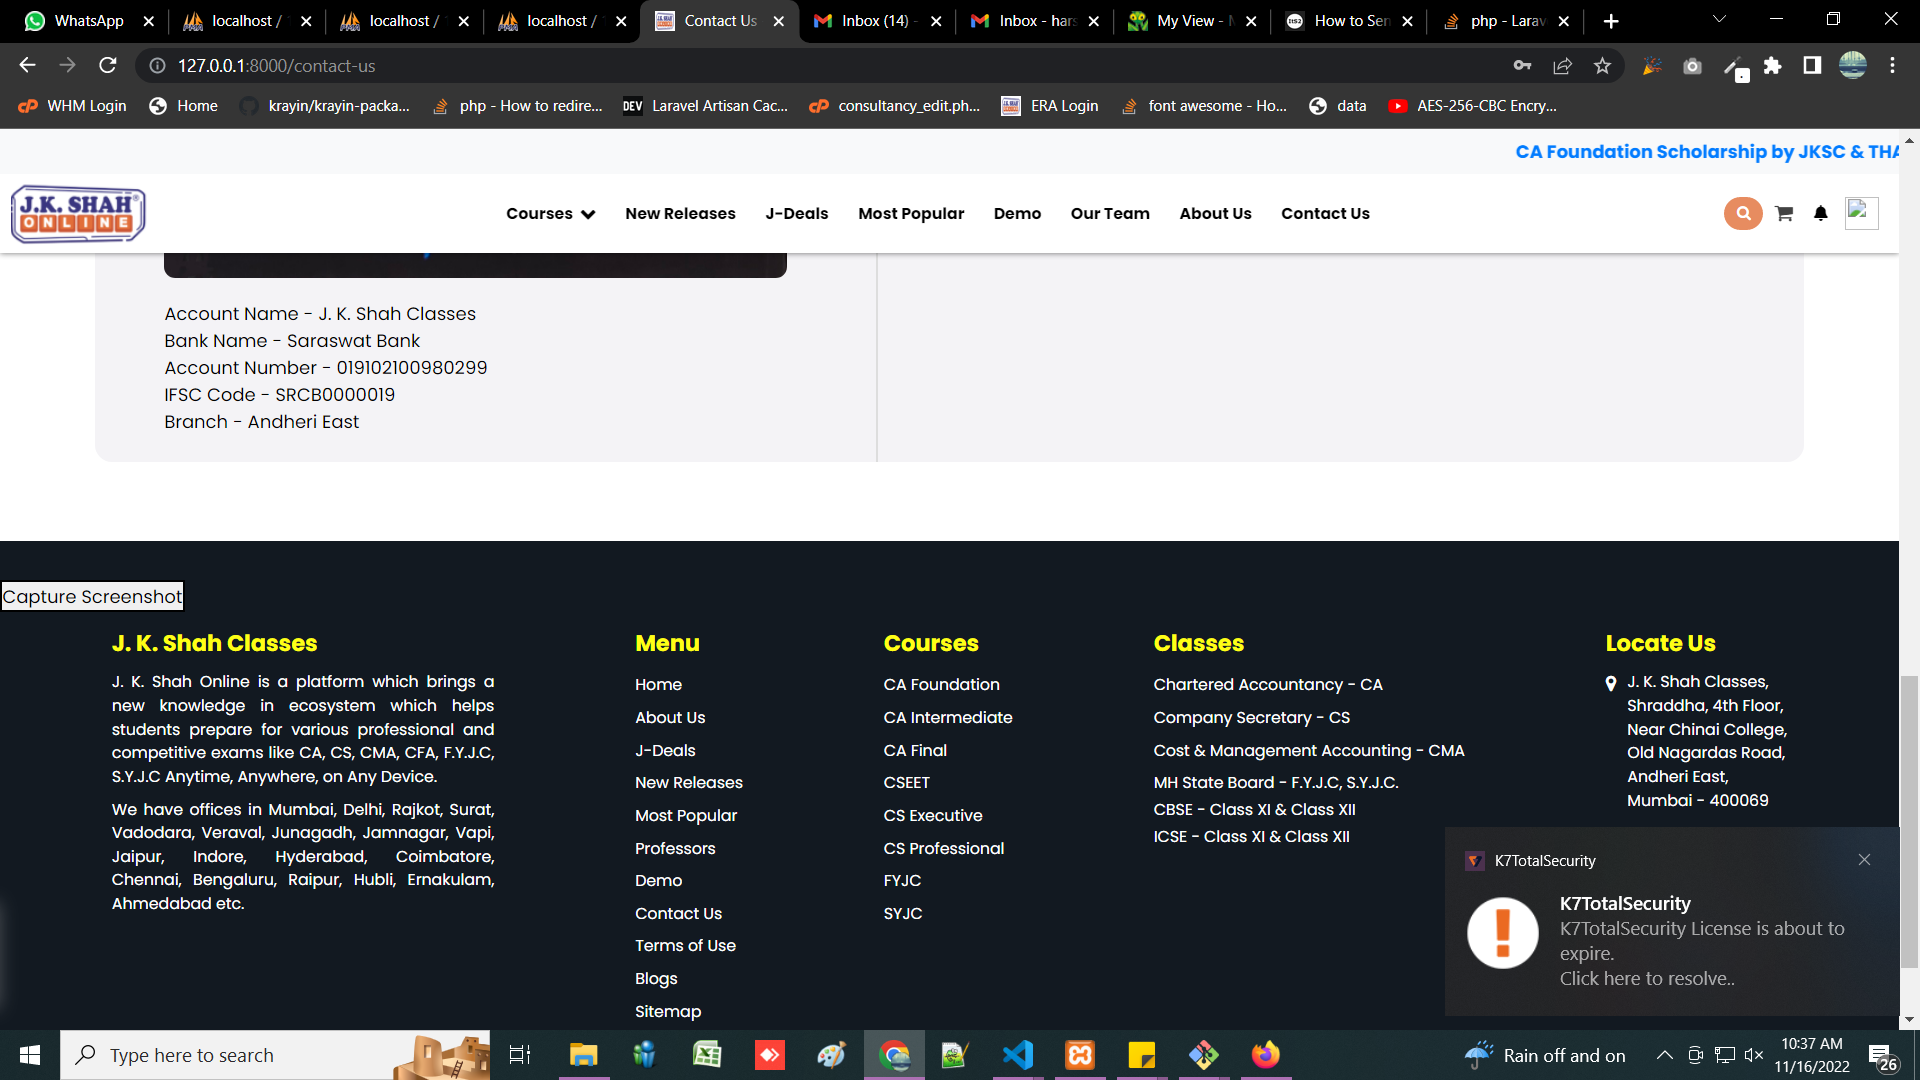 WhatsApp
localhost /
localhost /
localhost /
Contact Us
Inbox (14) -
Inbox - hars
My View - M
How to Sen
php - Larav
127.0.0.1:8000/contact-us
WHM Login
Home
krayin/krayin-packa...
php - How to redire...
DEV Laravel Artisan Cac...
consultancy_edit.ph...
ERA Login
font awesome - Ho...
data
AES-256-CBC Encry...
CA Foundation Scholarship by JKSC & THA
J.K. SHAH®
ONLINE
Courses
New Releases
J-Deals
Most Popular
Demo
Our Team
About Us
Contact Us
Account Name - J. K. Shah Classes
Bank Name - Saraswat Bank
Account Number - 019102100980299
IFSC Code - SRCB0000019
Branch - Andheri East
Capture Screenshot
J. K. Shah Classes
J. K. Shah Online is a platform which brings a
new knowledge in ecosystem which helps
students prepare for various professional and
competitive exams like CA, CS, CMA, CFA, F.Y.J.C,
S.Y.J.C Anytime, Anywhere, on Any Device.
We have offices in Mumbai, Delhi, Rajkot, Surat,
Vadodara, Veraval, Junagadh, Jamnagar, Vapi,
Jaipur, Indore, Hyderabad, Coimbatore,
Chennai, Bengaluru, Raipur, Hubli, Ernakulam,
Ahmedabad etc.
Menu
Home
About Us
J-Deals
New Releases
Most Popular
Professors
Demo
Contact Us
Terms of Use
Blogs
Sitemap
Courses
CA Foundation
CA Intermediate
CA Final
CSEET
CS Executive
CS Professional
FYJC
SYJC
Classes
Chartered Accountancy - CA
Company Secretary - CS
Cost & Management Accounting - CMA
MH State Board - F.Y.J.C, S.Y.J.C.
CBSE - Class XI & Class XII
ICSE - Class XI & Class XII
Locate Us
J. K. Shah Classes,
Shraddha, 4th Floor,
Near Chinai College,
Old Nagardas Road,
Andheri East,
Mumbai - 400069
K7TotalSecurity
K7TotalSecurity
K7TotalSecurity License is about to
expire.
Click here to resolve..
Type here to search
Rain off and on
10:37 AM
11/16/2022
26